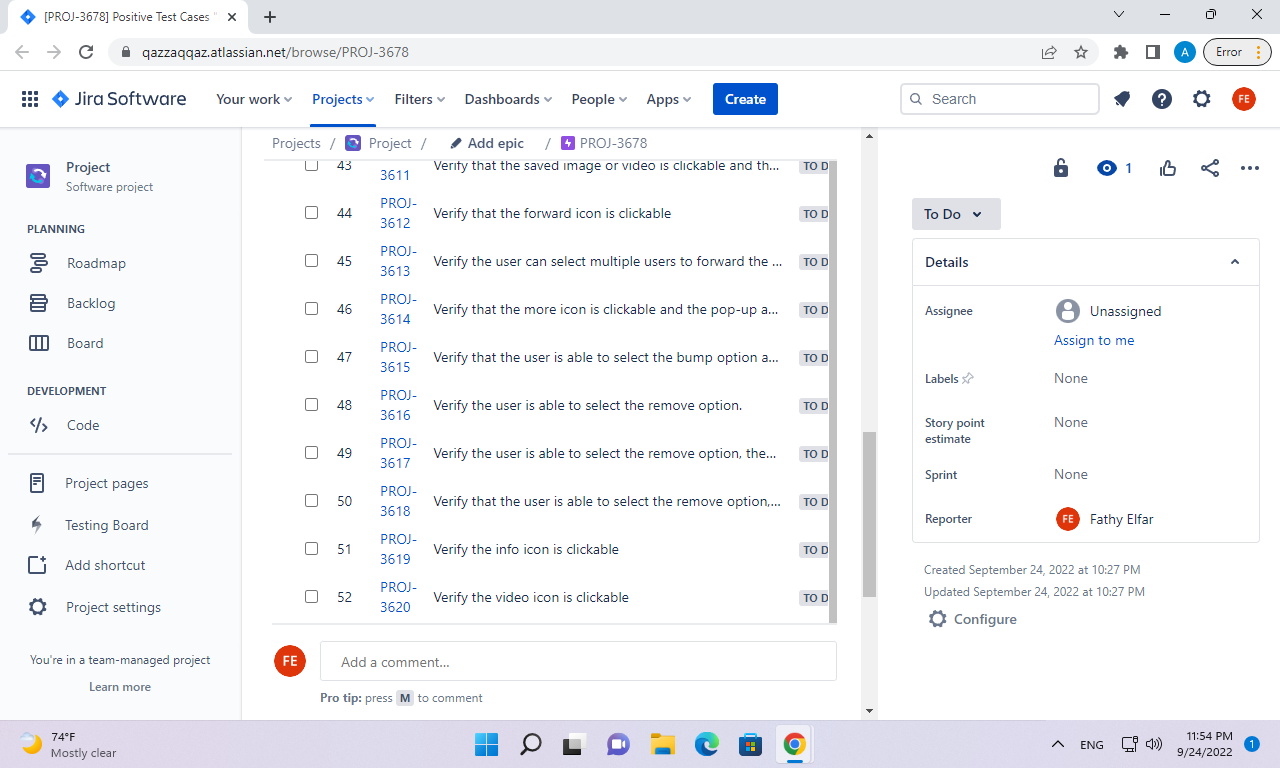 [PROJ-3678] Positive Test Cases "
qazzaqqaz.atlassian.net/browse/PROJ-3678
A
Error
Jira Software
Your work
Projects
Filters
Dashboards
People
Apps
Create
Search
FE
Project
Software project
PLANNING
Roadmap
Backlog
Board
DEVELOPMENT
Code
Project pages
Testing Board
Add shortcut
Project settings
You're in a team-managed project
Learn more
Projects / Project / Add epic / PROJ-3678
43 PROJ-3611 Verify that the saved image or video is clickable and th... TO D
44 PROJ-3612 Verify that the forward icon is clickable TO D
45 PROJ-3613 Verify the user can select multiple users to forward the ... TO D
46 PROJ-3614 Verify that the more icon is clickable and the pop-up a... TO D
47 PROJ-3615 Verify that the user is able to select the bump option a... TO D
48 PROJ-3616 Verify the user is able to select the remove option. TO D
49 PROJ-3617 Verify the user is able to select the remove option, the... TO D
50 PROJ-3618 Verify that the user is able to select the remove option,... TO D
51 PROJ-3619 Verify the info icon is clickable TO D
52 PROJ-3620 Verify the video icon is clickable TO D
FE
Add a comment...
Pro tip: press M to comment
1
To Do
Details
Assignee
Unassigned
Assign to me
Labels
None
Story point estimate
None
Sprint
None
Reporter
FE Fathy Elfar
Created September 24, 2022 at 10:27 PM
Updated September 24, 2022 at 10:27 PM
Configure
74°F
Mostly clear
ENG
11:54 PM
9/24/2022
1